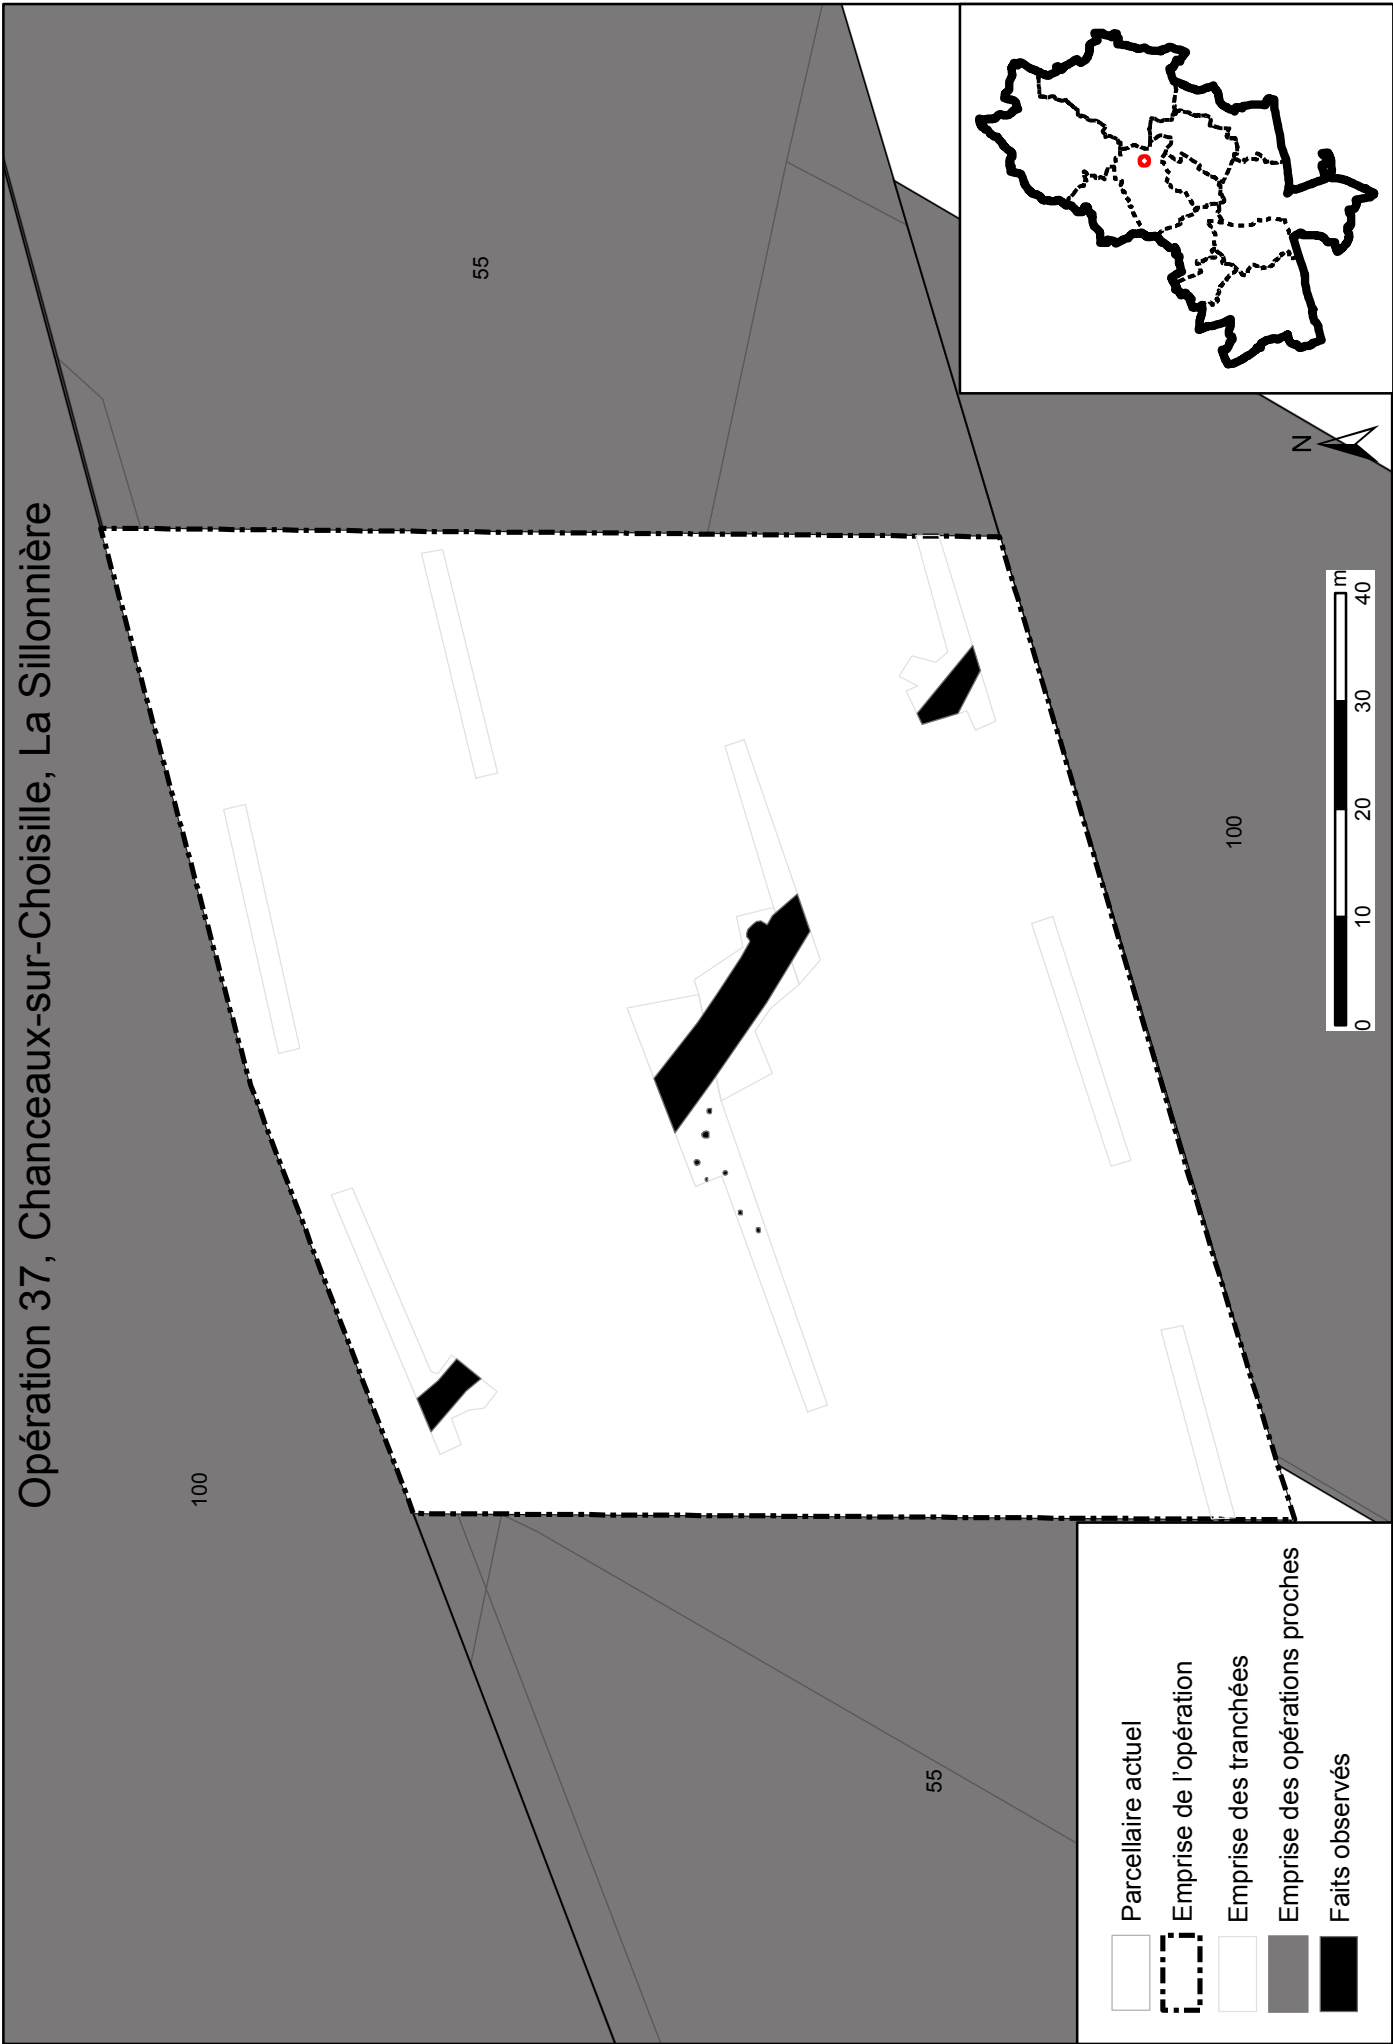 Opération 37, Chanceaux-sur-Choisille, La Sillonnière
100
55
55
100
N
0 10 20 30 40 m
Parcellaire actuel
Emprise de l'opération
Emprise des tranchées
Emprise des opérations proches
Faits observés